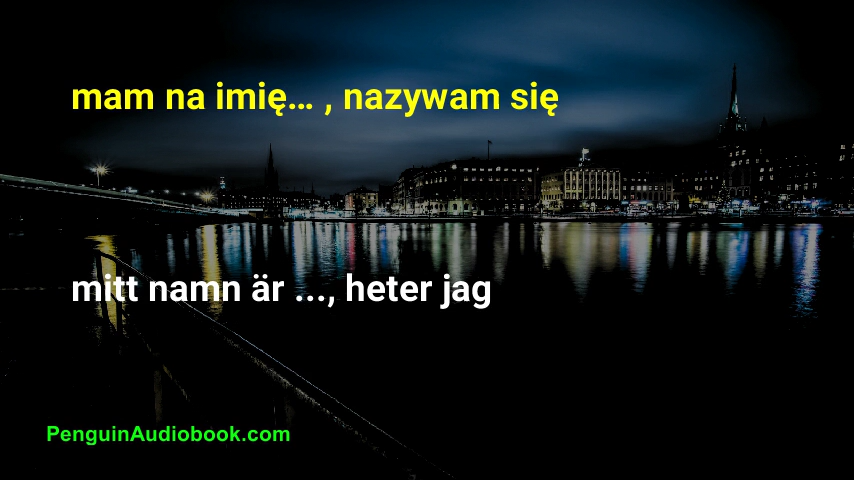 mam na imię... , nazywam się
mitt namn är ..., heter jag
PenguinAudiobook.com